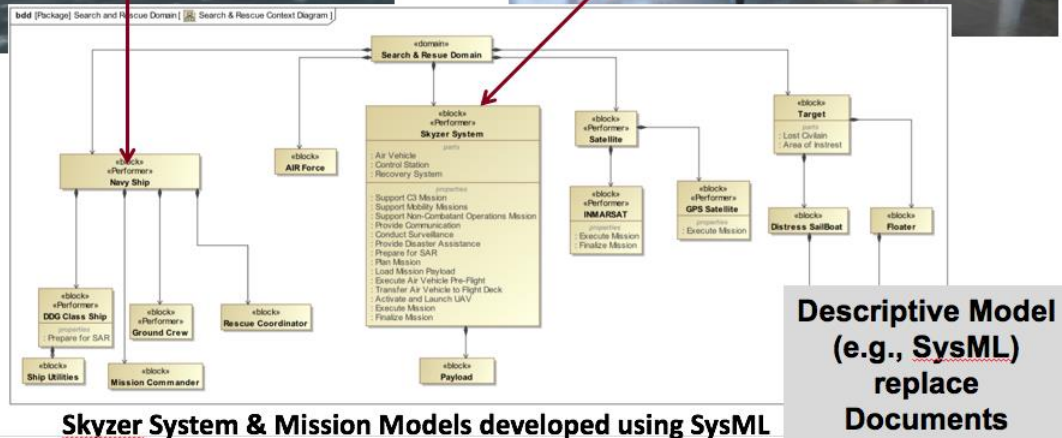 bdd [Package] Search and Rescue Domain [ Search & Rescue Context Diagram ]
«domain»
Search & Resue Domain
«block»
«Performer»
Navy Ship
«block»
AIR Force
«block»
«Performer»
Skyzer System
parts
: Air Vehicle
: Control Station
: Recovery System
properties
: Support C3 Mission
: Support Mobility Missions
: Support Non-Combatant Operations Mission
: Provide Communication
: Conduct Surveillance
: Provide Disaster Assistance
: Prepare for SAR
: Plan Mission
: Load Mission Payload
: Execute Air Vehicle Pre-Flight
: Transfer Air Vehicle to Flight Deck
: Activate and Launch UAV
: Execute Mission
: Finalize Mission
«block»
«Performer»
Satellite
«block»
Target
parts
: Lost Civilain
: Area of Instrest
«block»
«Performer»
INMARSAT
properties
: Execute Mission
: Finalize Mission
«block»
«Performer»
GPS Satellite
properties
: Execute Mission
«block»
Distress SailBoat
«block»
Floater
«block»
«Performer»
DDG Class Ship
properties
: Prepare for SAR
«block»
«Performer»
Ground Crew
«block»
Rescue Coordinator
«block»
Ship Utilities
«block»
Mission Commander
«block»
Payload
Descriptive Model
(e.g., SysML)
replace
Documents
Skyzer System & Mission Models developed using SysML